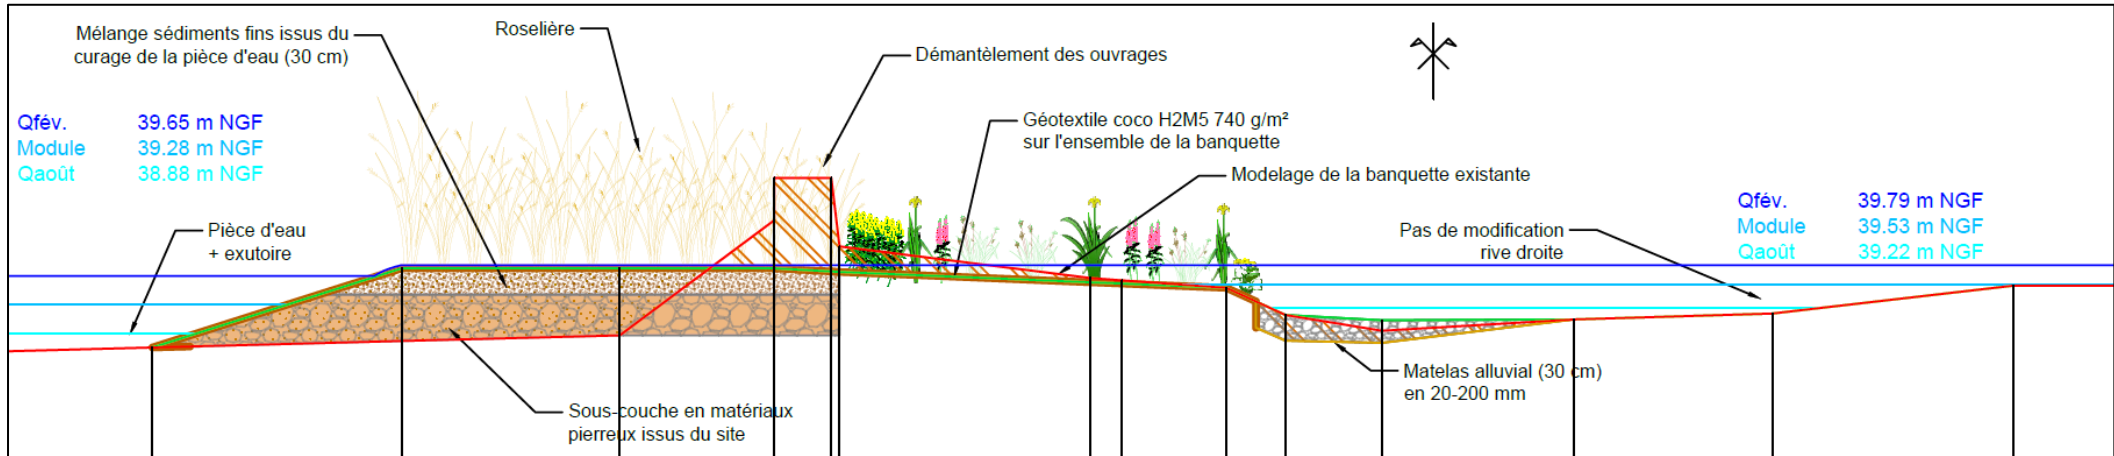 Mélange sédiments fins issus du
curage de la pièce d'eau (30 cm)
Roselière
Démantèlement des ouvrages
Qfév. 39.65 m NGF
Module 39.28 m NGF
Qaoût 38.88 m NGF
Géotextile coco H2M5 740 g/m²
sur l'ensemble de la banquette
Modelage de la banquette existante
Pièce d'eau
+ exutoire
Pas de modification
rive droite
Qfév. 39.79 m NGF
Module 39.53 m NGF
Qaoût 39.22 m NGF
Sous-couche en matériaux
pierreux issus du site
Matelas alluvial (30 cm)
en 20-200 mm